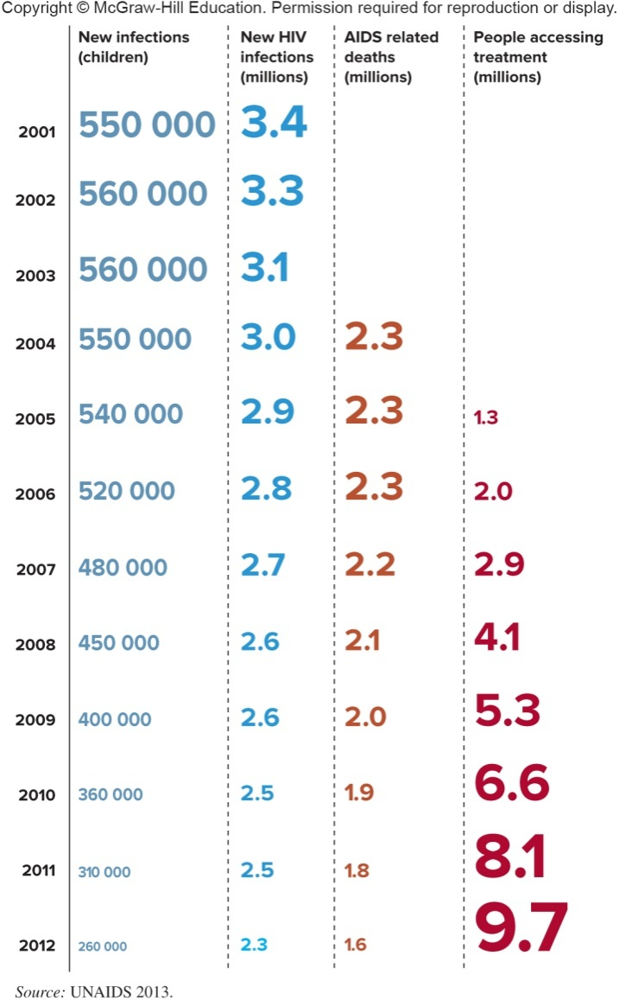 Copyright © McGraw-Hill Education. Permission required for reproduction or display.
New infections (children) New HIV infections (millions) AIDS related deaths (millions) People accessing treatment (millions)
2001 550 000 3.4
2002 560 000 3.3
2003 560 000 3.1
2004 550 000 3.0 2.3
2005 540 000 2.9 2.3 1.3
2006 520 000 2.8 2.3 2.0
2007 480 000 2.7 2.2 2.9
2008 450 000 2.6 2.1 4.1
2009 400 000 2.6 2.0 5.3
2010 360 000 2.5 1.9 6.6
2011 310 000 2.5 1.8 8.1
2012 260 000 2.3 1.6 9.7
Source: UNAIDS 2013.